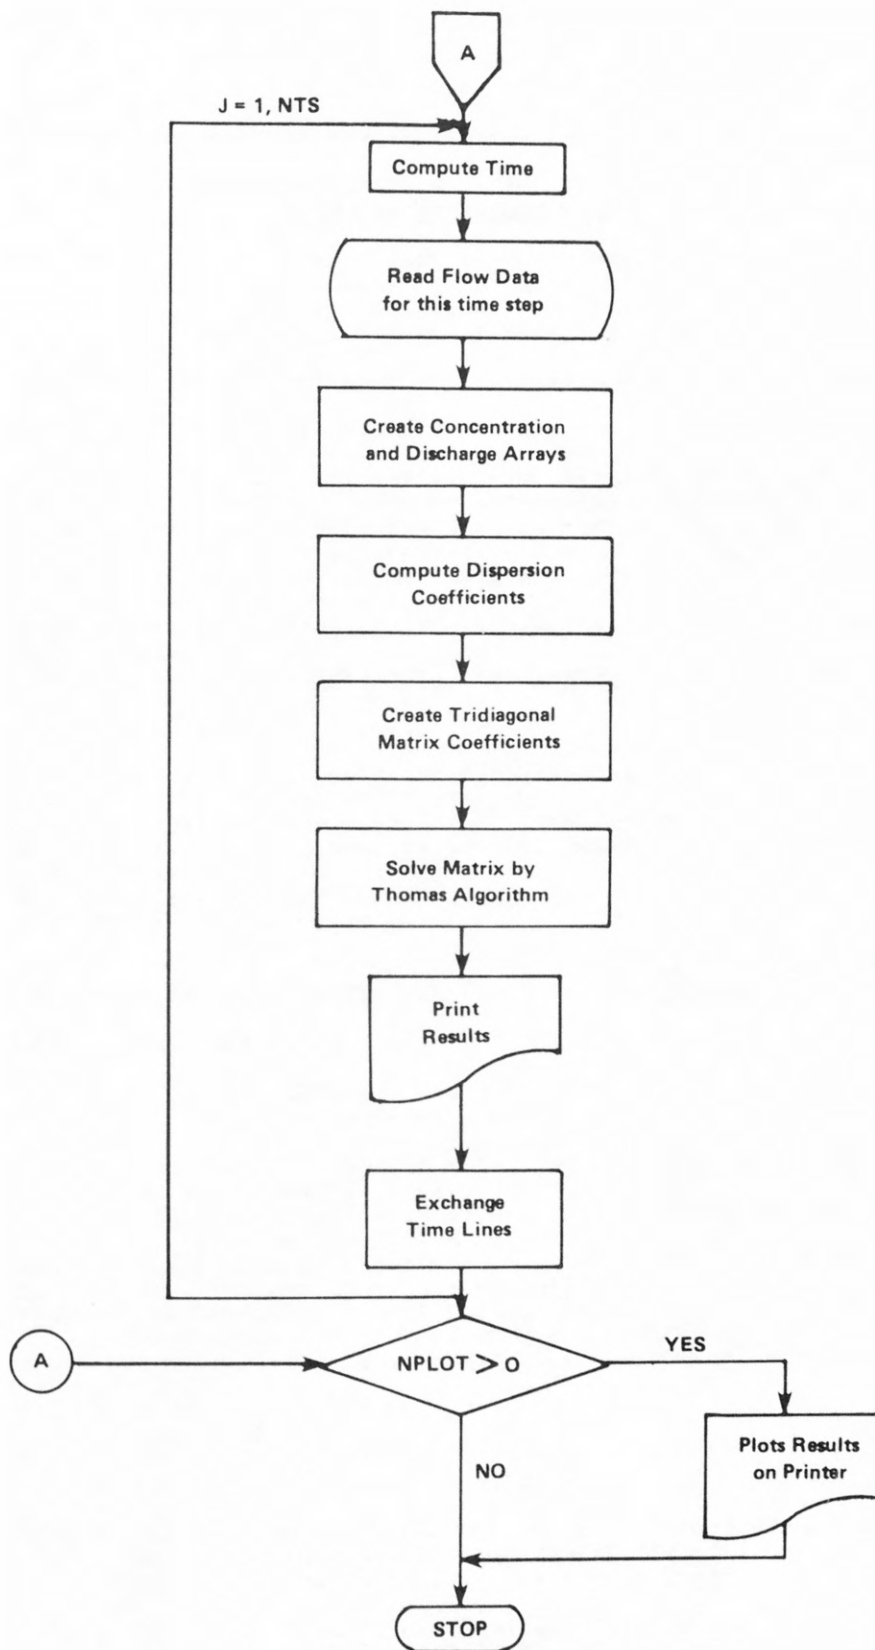 A
J = 1, NTS
Compute Time
Read Flow Data
for this time step
Create Concentration
and Discharge Arrays
Compute Dispersion
Coefficients
Create Tridiagonal
Matrix Coefficients
Solve Matrix by
Thomas Algorithm
Print
Results
Exchange
Time Lines
A
NPLOT > O
YES
Plots Results
on Printer
NO
STOP